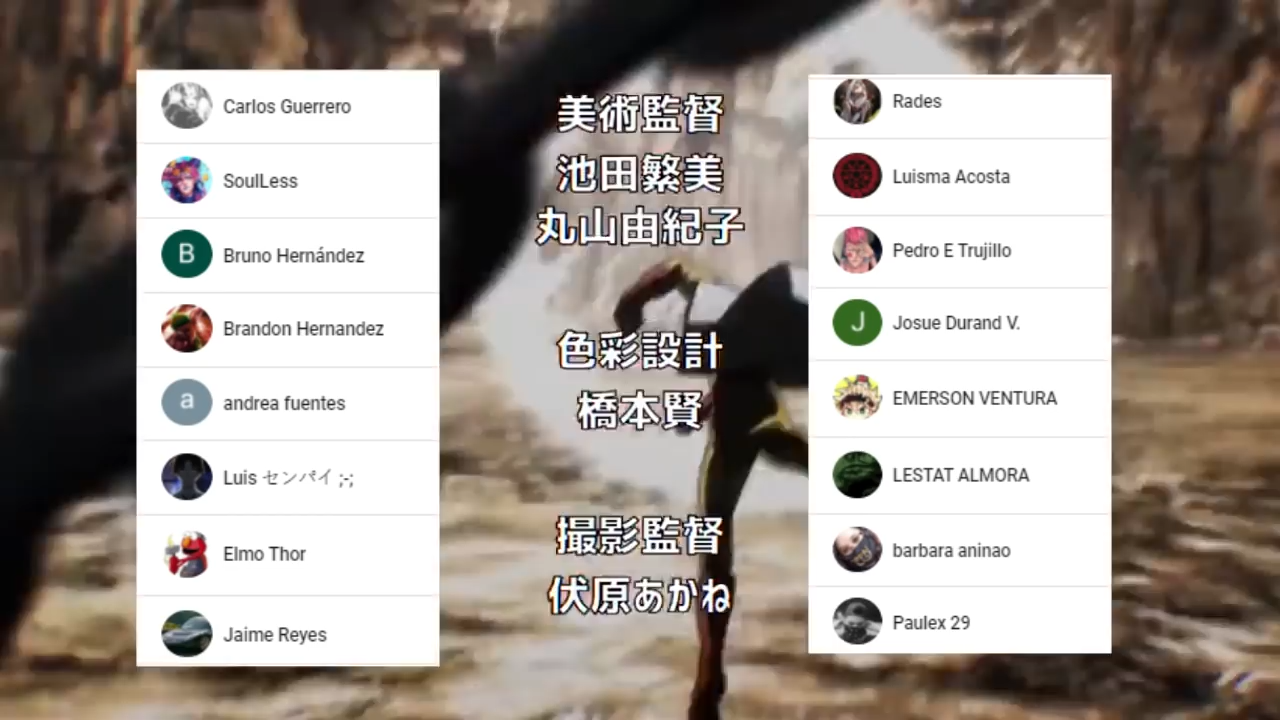 Carlos Guerrero
SoulLess
B
Bruno Hernández
Brandon Hernandez
a
andrea fuentes
Luis センパイ ;-;
Elmo Thor
Jaime Reyes
美術監督
池田繁美
丸山由紀子
色彩設計
橋本賢
撮影監督
伏原あかね
Rades
Luisma Acosta
Pedro E Trujillo
J
Josue Durand V.
EMERSON VENTURA
LESTAT ALMORA
barbara aninao
Paulex 29